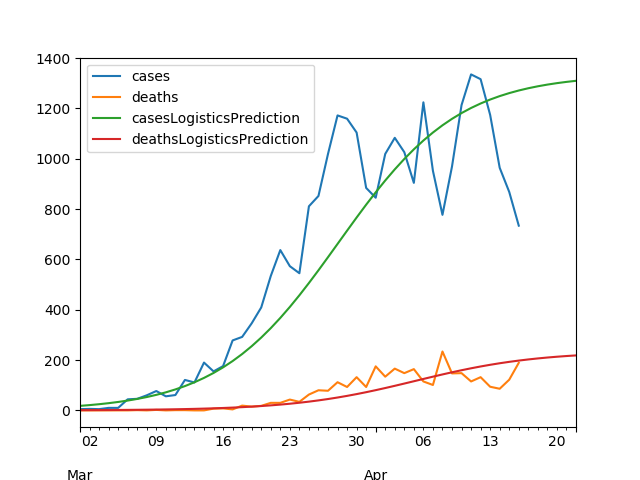 1400
1200
1000
800
600
400
200
0
cases
deaths
casesLogisticsPrediction
deathsLogisticsPrediction
02 09 16 23 30 06 13 20
Mar Apr